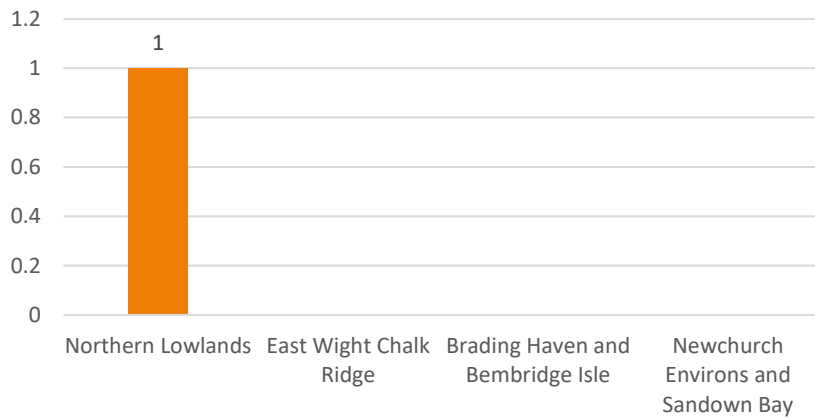 1.2
1
1
0.8
0.6
0.4
0.2
0
Northern Lowlands
East Wight Chalk
Ridge
Brading Haven and
Bembridge Isle
Newchurch
Environs and
Sandown Bay